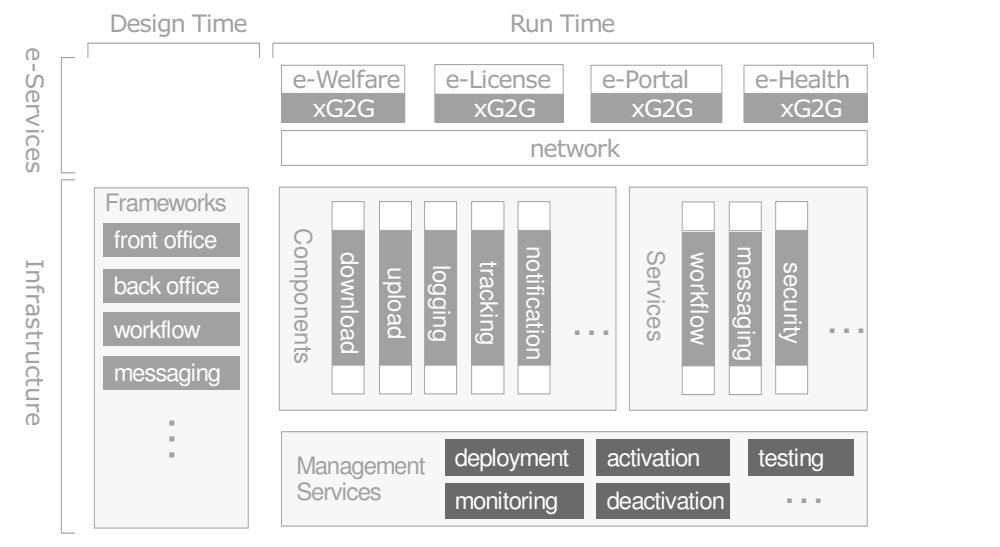 Design Time
Run Time
e-Services
e-Welfare
xG2G
e-License
xG2G
e-Portal
xG2G
e-Health
xG2G
network
Infrastructure
Frameworks
front office
back office
workflow
messaging
...
Components
download
upload
logging
tracking
notification
...
Services
workflow
messaging
security
...
Management
Services
deployment
activation
testing
monitoring
deactivation
...